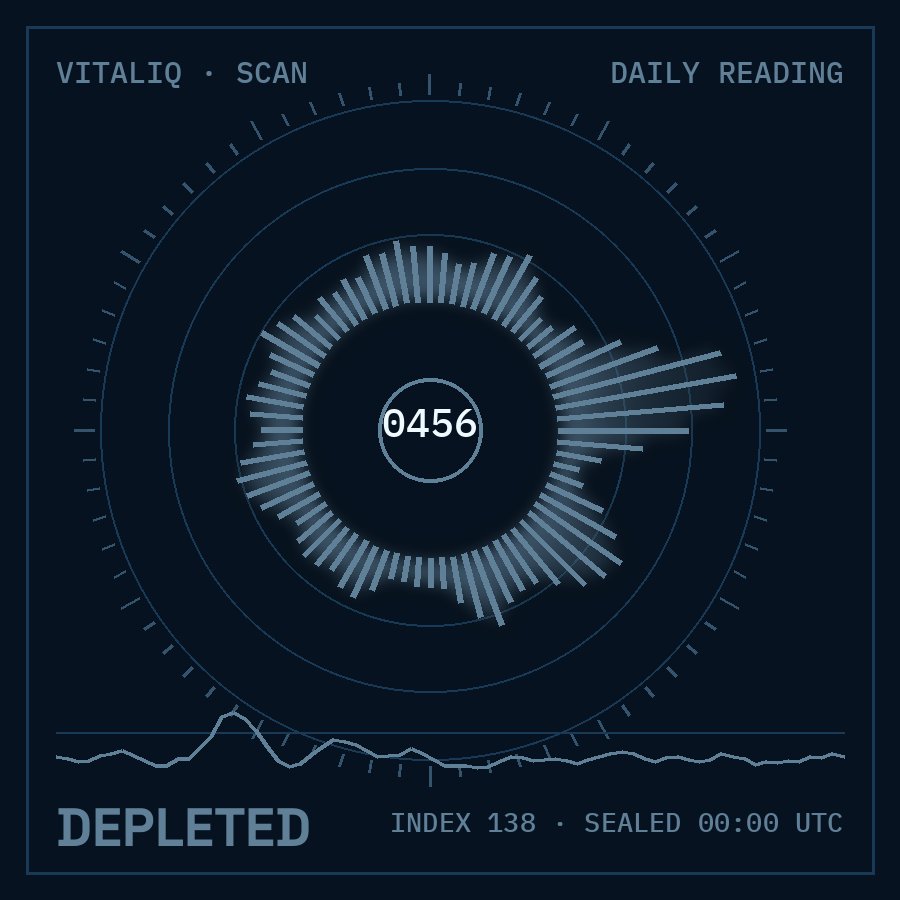 VITALIQ · SCAN
DAILY READING
0456
DEPLETED
INDEX 138 · SEALED 00:00 UTC